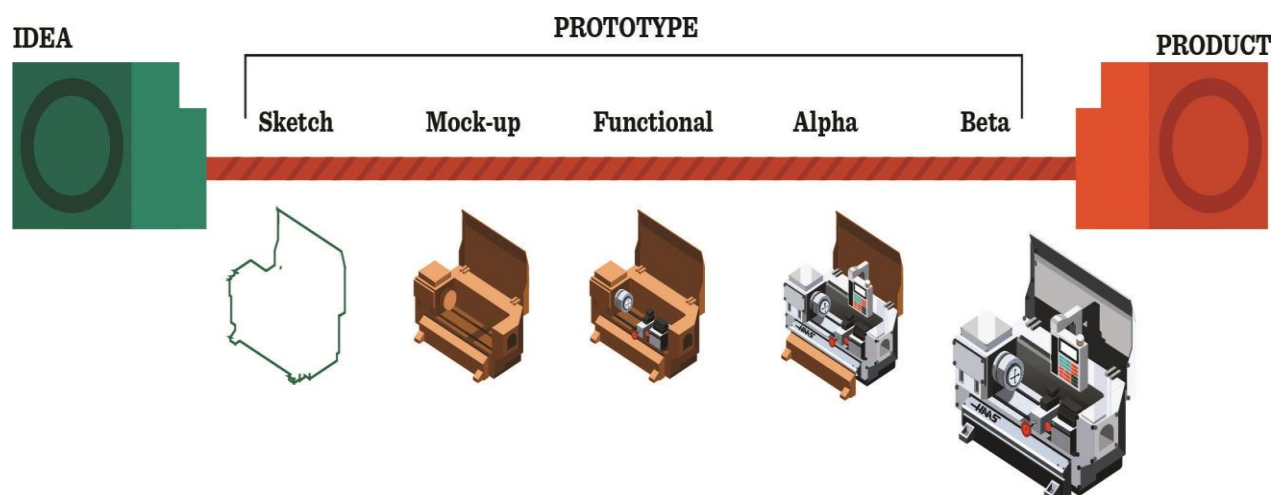 PROTOTYPE
IDEA
PRODUCT
Sketch
Mock-up
Functional
Alpha
Beta
HAAS
HAAS